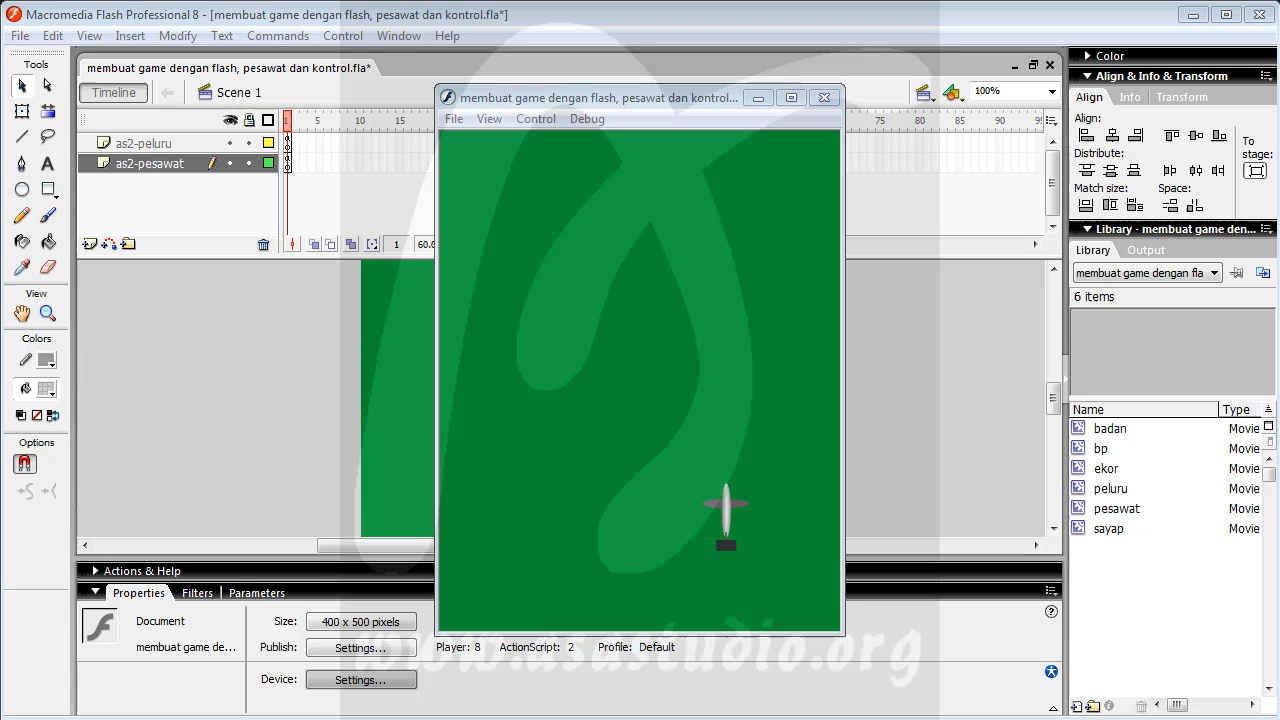 Macromedia Flash Professional 8 - [membuat game dengan flash, pesawat dan kontrol.fla*]
File Edit View Insert Modify Text Commands Control Window Help
Tools
View
Colors
Options
membuat game dengan flash, pesawat dan kontrol.fla*
Timeline
Scene 1
100%
5 10 15 75 80 85 90 95
as2-peluru
as2-pesawat
1 60.0
membuat game dengan flash, pesawat dan kontrol...
File View Control Debug
Actions & Help
Properties Filters Parameters
Document
membuat game de...
Size: 400 x 500 pixels
Publish: Settings...
Player: 8 ActionScript: 2 Profile: Default
Device: Settings...
www.asastudio.org
Color
Align & Info & Transform
Align Info Transform
Align:
To stage:
Distribute:
Match size: Space:
Library - membuat game den...
Library Output
membuat game dengan fla
6 items
Name Type
badan Movie
bp Movie
ekor Movie
peluru Movie
pesawat Movie
sayap Movie